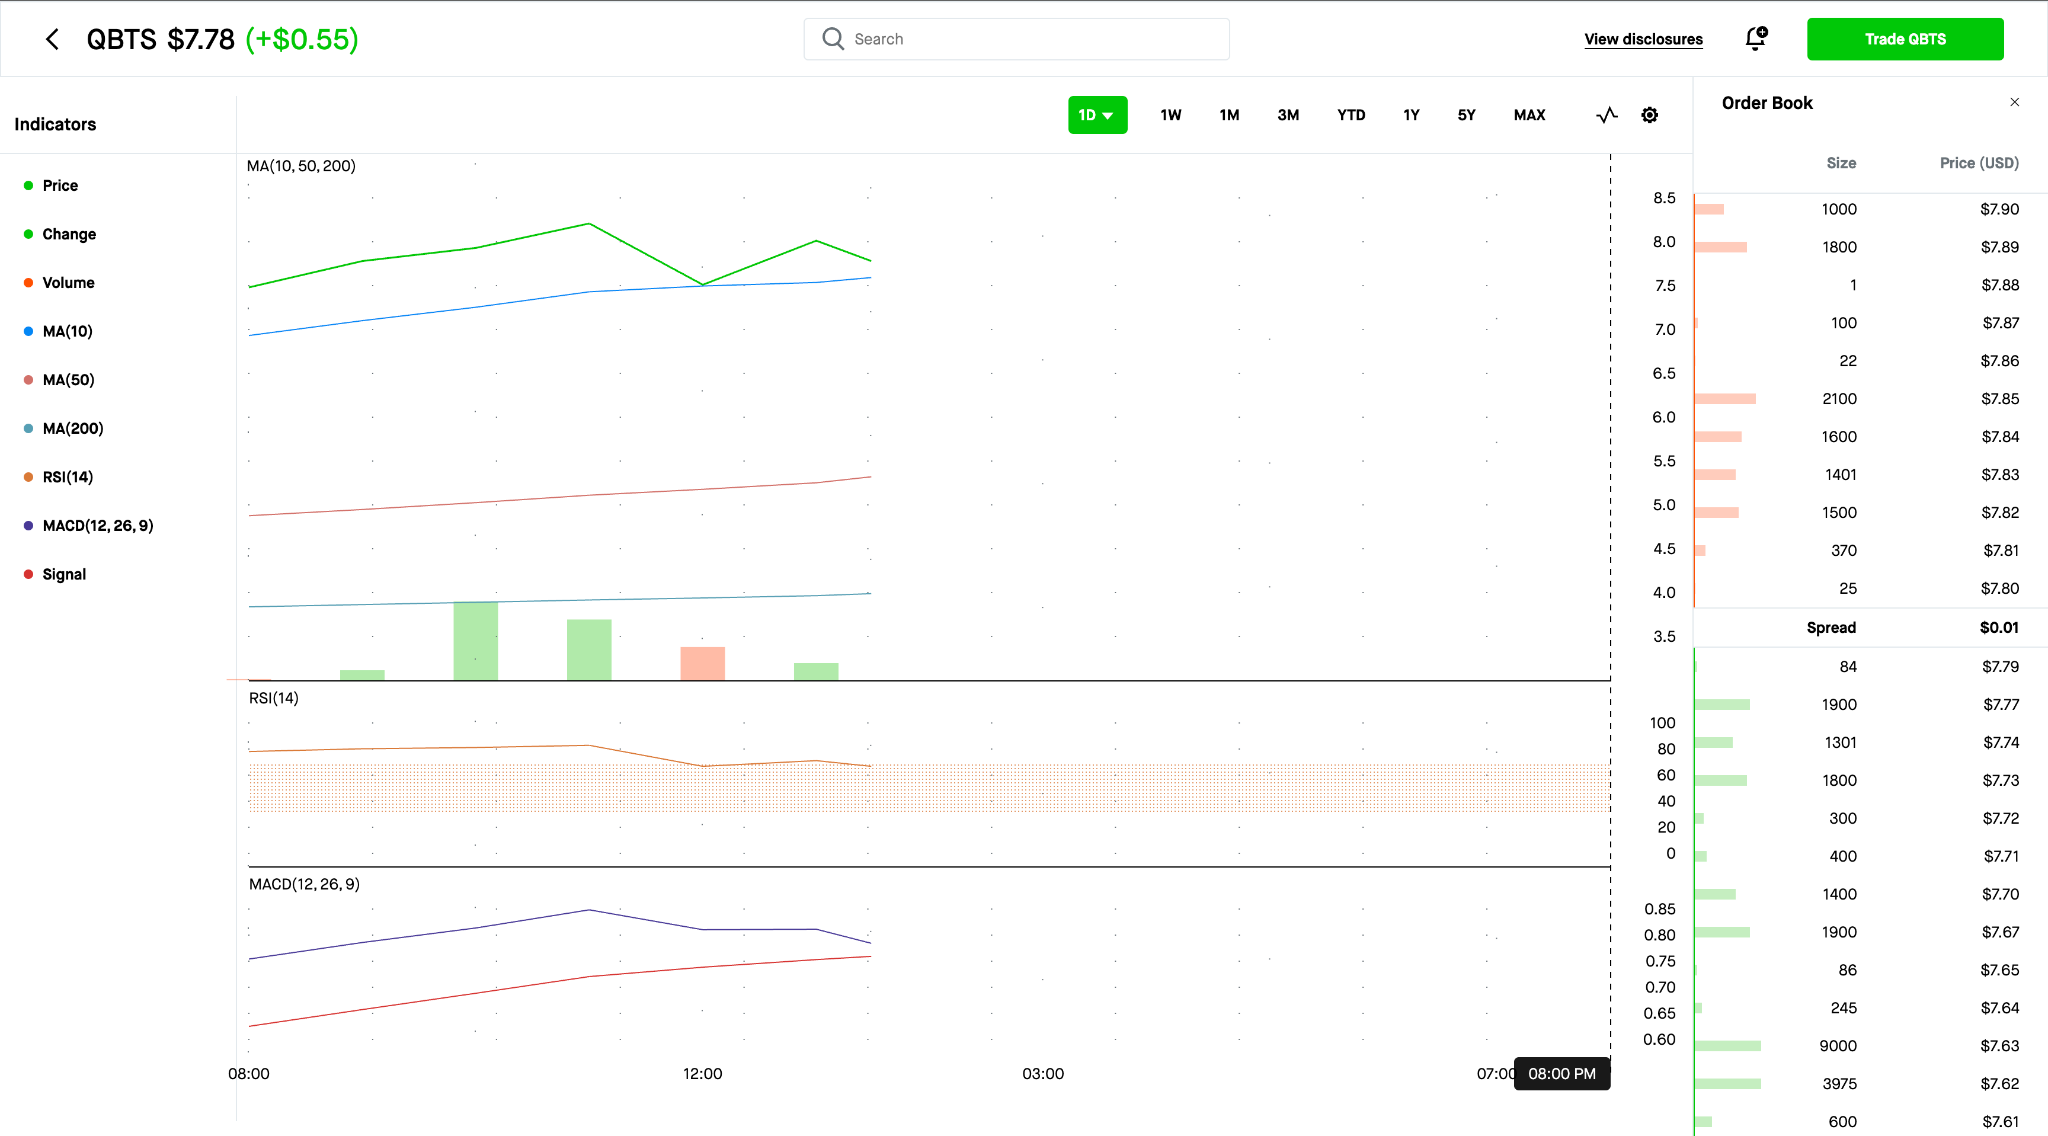 QBTS $7.78 (+$0.55)
Search
View disclosures
Trade QBTS
Indicators
Price
Change
Volume
MA(10)
MA(50)
MA(200)
RSI(14)
MACD(12, 26, 9)
Signal
1D 1W 1M 3M YTD 1Y 5Y MAX
MA(10, 50, 200)
8.5
8.0
7.5
7.0
6.5
6.0
5.5
5.0
4.5
4.0
3.5
RSI(14)
100
80
60
40
20
0
MACD(12, 26, 9)
0.85
0.80
0.75
0.70
0.65
0.60
08:00 12:00 03:00 07:00 08:00 PM
Order Book
Size Price (USD)
1000 $7.90
1800 $7.89
1 $7.88
100 $7.87
22 $7.86
2100 $7.85
1600 $7.84
1401 $7.83
1500 $7.82
370 $7.81
25 $7.80
Spread $0.01
84 $7.79
1900 $7.77
1301 $7.74
1800 $7.73
300 $7.72
400 $7.71
1400 $7.70
1900 $7.67
86 $7.65
245 $7.64
9000 $7.63
3975 $7.62
600 $7.61